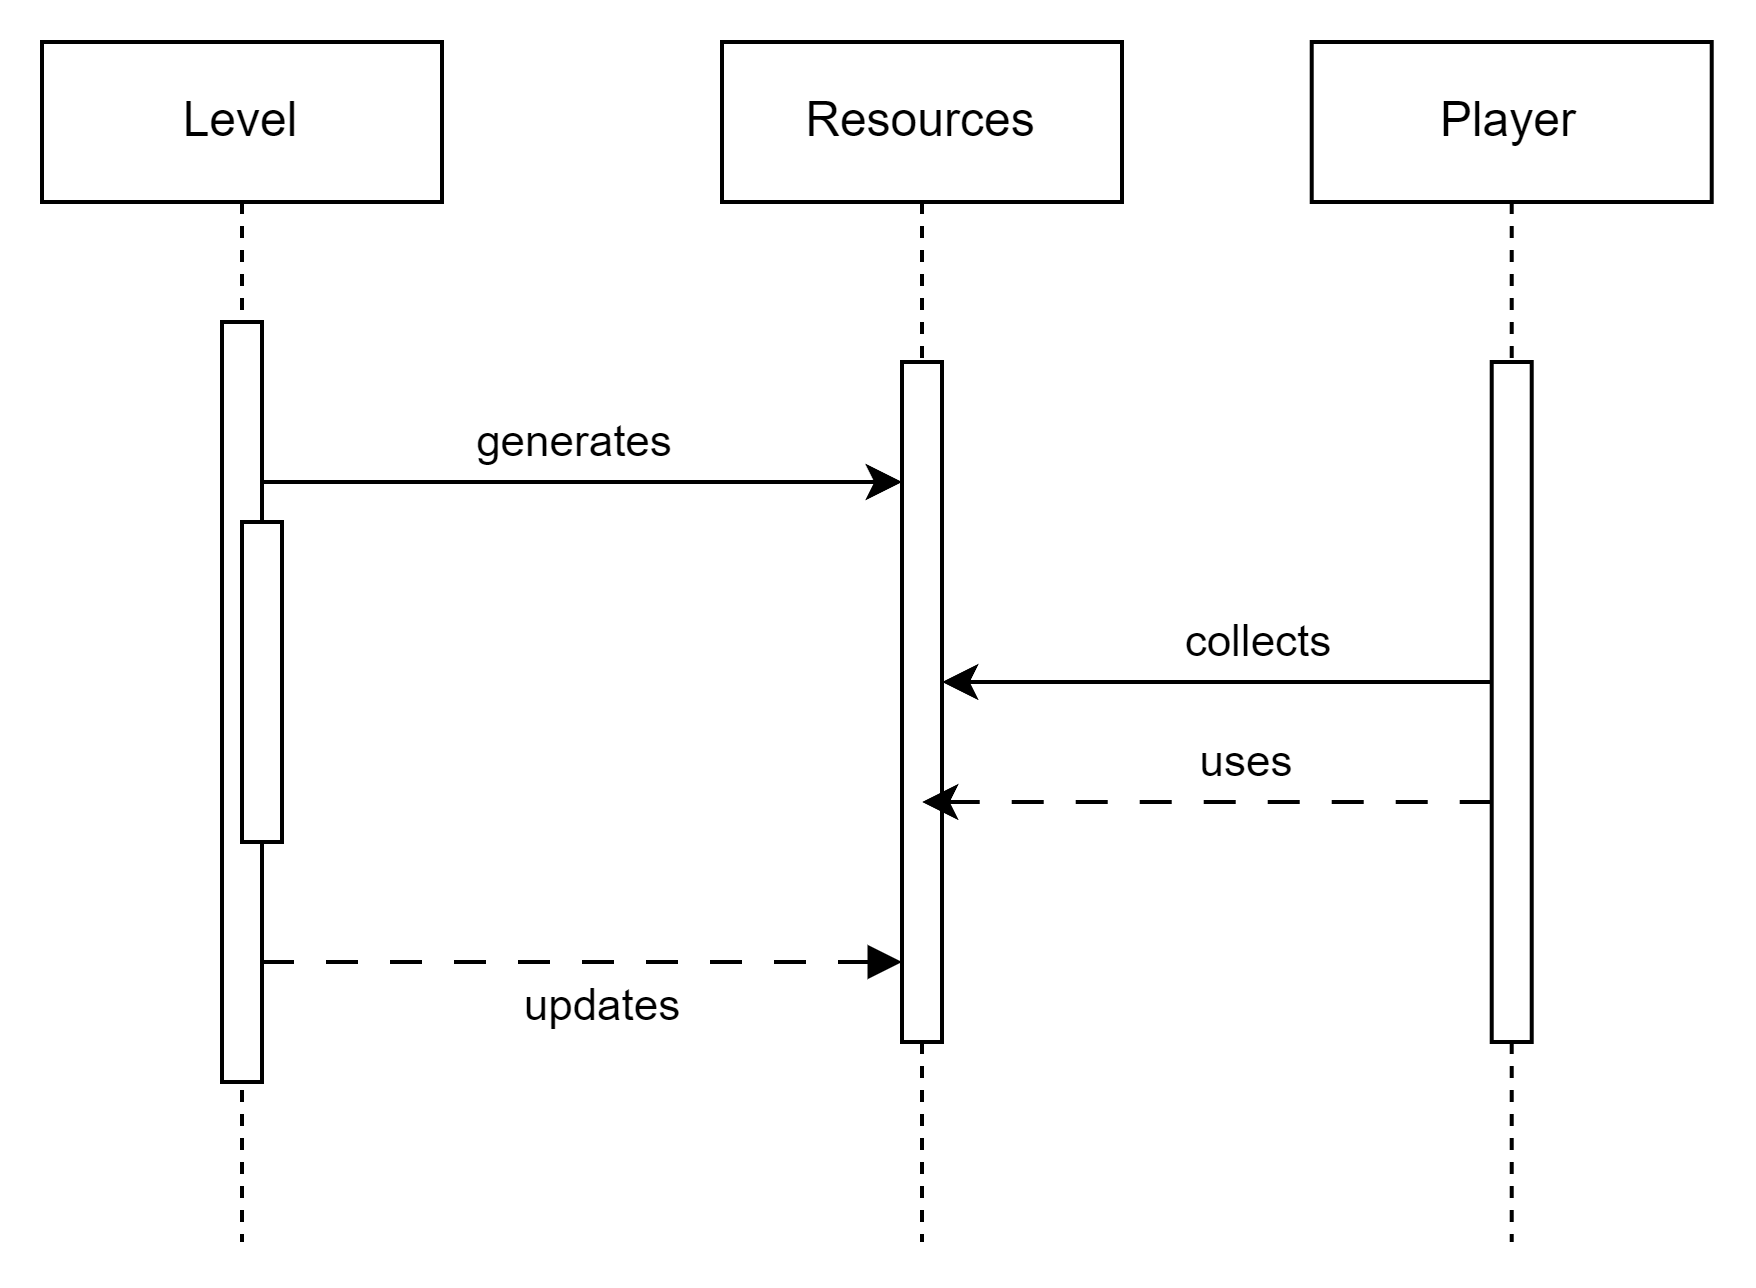 Level
Resources
Player
generates
collects
uses
updates